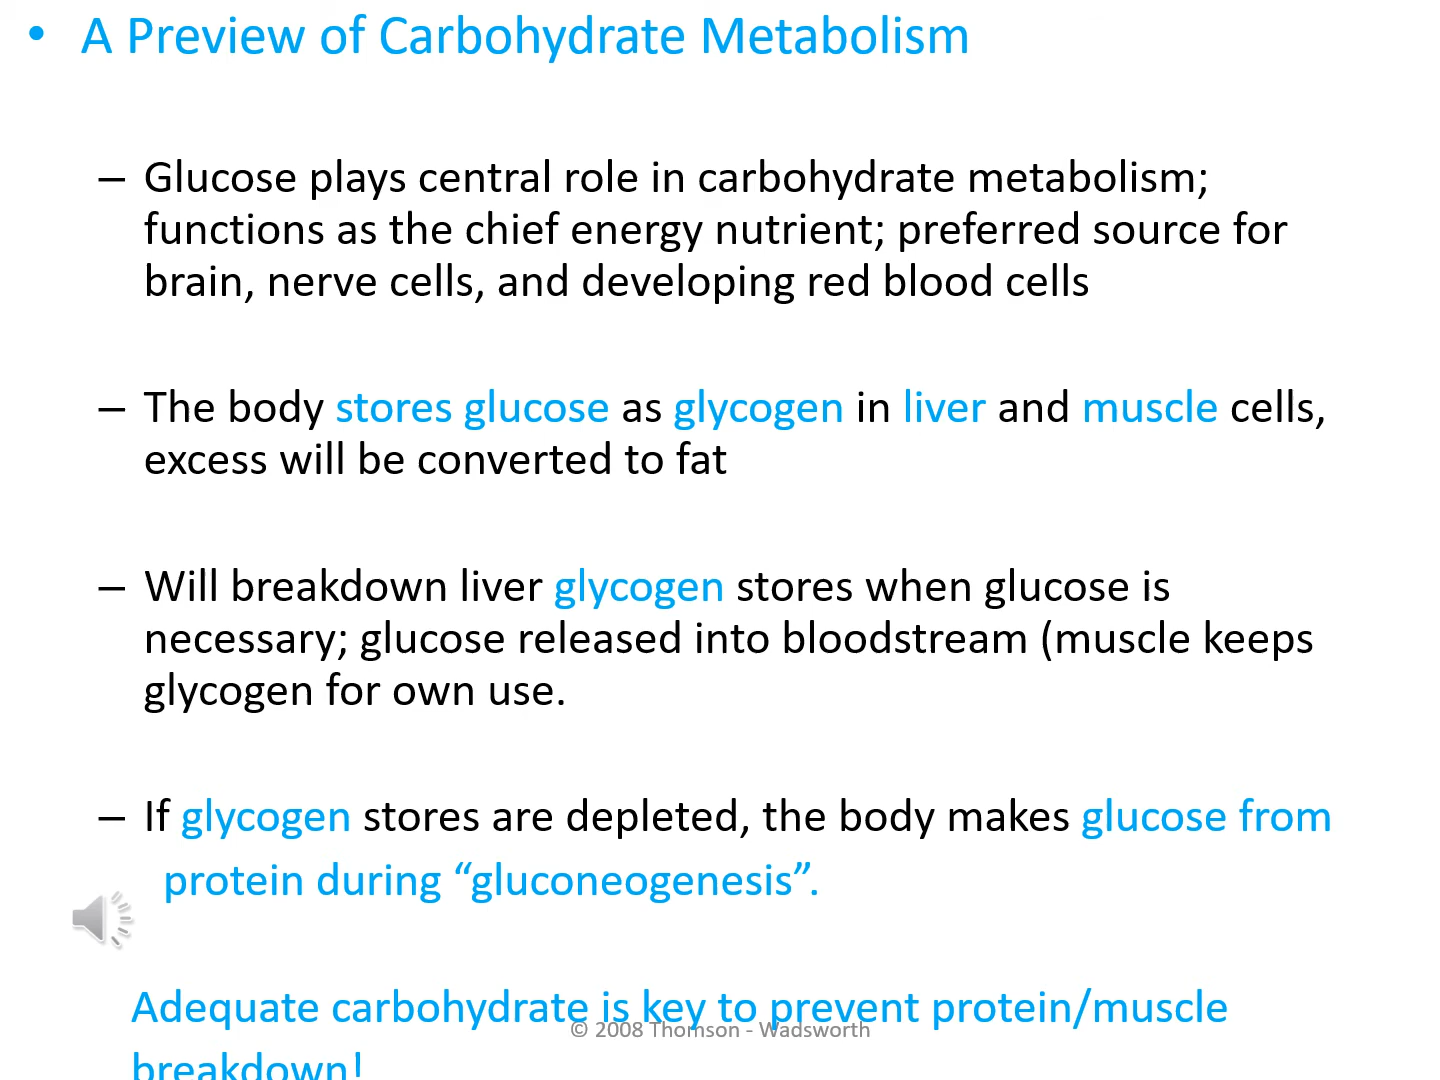 • A Preview of Carbohydrate Metabolism
– Glucose plays central role in carbohydrate metabolism;
functions as the chief energy nutrient; preferred source for
brain, nerve cells, and developing red blood cells
– The body stores glucose as glycogen in liver and muscle cells,
excess will be converted to fat
– Will breakdown liver glycogen stores when glucose is
necessary; glucose released into bloodstream (muscle keeps
glycogen for own use.
– If glycogen stores are depleted, the body makes glucose from
protein during “gluconeogenesis”.
Adequate carbohydrate is key to prevent protein/muscle
© 2008 Thomson - Wadsworth
breakdown!